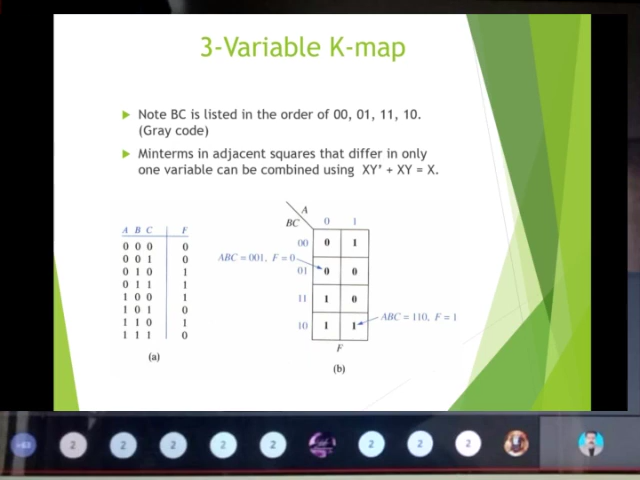 3-Variable K-map
Note BC is listed in the order of 00, 01, 11, 10.
(Gray code)
Minterms in adjacent squares that differ in only
one variable can be combined using XY' + XY = X.
A B C F
0 0 0 0
0 0 1 0
0 1 0 1
0 1 1 1
1 0 0 1
1 0 1 0
1 1 0 1
1 1 1 0
(a)
A
BC 0 1
00 0 1
ABC = 001, F = 0
01 0 0
11 1 0
10 1 1
ABC = 110, F = 1
F
(b)
+63 2 2 2 2 2 2 2 2